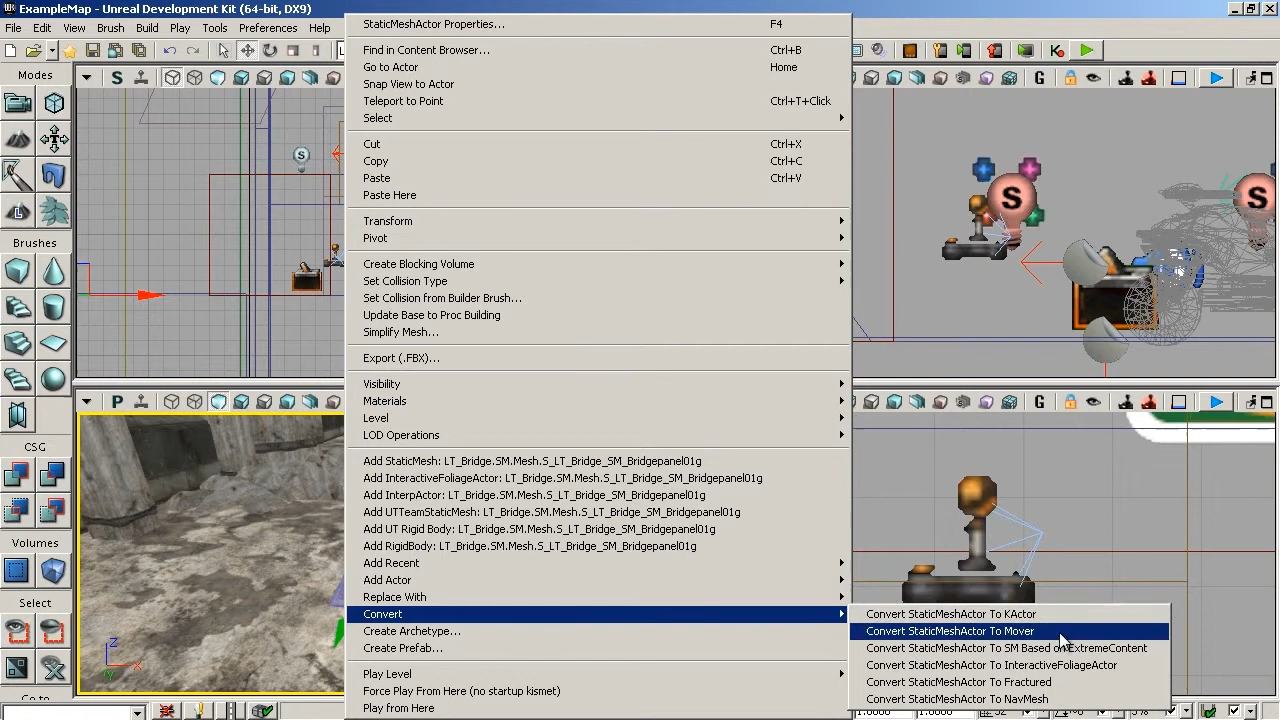 ExampleMap - Unreal Development Kit (64-bit, DX9)
File Edit View Brush Build Play Tools Preferences Help
Modes
Brushes
CSG
Volumes
Select
Go to
StaticMeshActor Properties... F4
Find in Content Browser... Ctrl+B
Go to Actor Home
Snap View to Actor
Teleport to Point Ctrl+T+Click
Select
Cut Ctrl+X
Copy Ctrl+C
Paste Ctrl+V
Paste Here
Transform
Pivot
Create Blocking Volume
Set Collision Type
Set Collision from Builder Brush...
Update Base to Proc Building
Simplify Mesh...
Export (.FBX)...
Visibility
Materials
Level
LOD Operations
Add StaticMesh: LT_Bridge.SM.Mesh.S_LT_Bridge_SM_Bridgepanel01g
Add InteractiveFoliageActor: LT_Bridge.SM.Mesh.S_LT_Bridge_SM_Bridgepanel01g
Add InterpActor: LT_Bridge.SM.Mesh.S_LT_Bridge_SM_Bridgepanel01g
Add UTTeamStaticMesh: LT_Bridge.SM.Mesh.S_LT_Bridge_SM_Bridgepanel01g
Add UT Rigid Body: LT_Bridge.SM.Mesh.S_LT_Bridge_SM_Bridgepanel01g
Add RigidBody: LT_Bridge.SM.Mesh.S_LT_Bridge_SM_Bridgepanel01g
Add Recent
Add Actor
Replace With
Convert
Create Archetype...
Create Prefab...
Play Level
Force Play From Here (no startup kismet)
Play from Here
Convert StaticMeshActor To KActor
Convert StaticMeshActor To Mover
Convert StaticMeshActor To SM Based on ExtremeContent
Convert StaticMeshActor To InteractiveFoliageActor
Convert StaticMeshActor To Fractured
Convert StaticMeshActor To NavMesh
S
S
S
S
P
G
G
K
Z
X